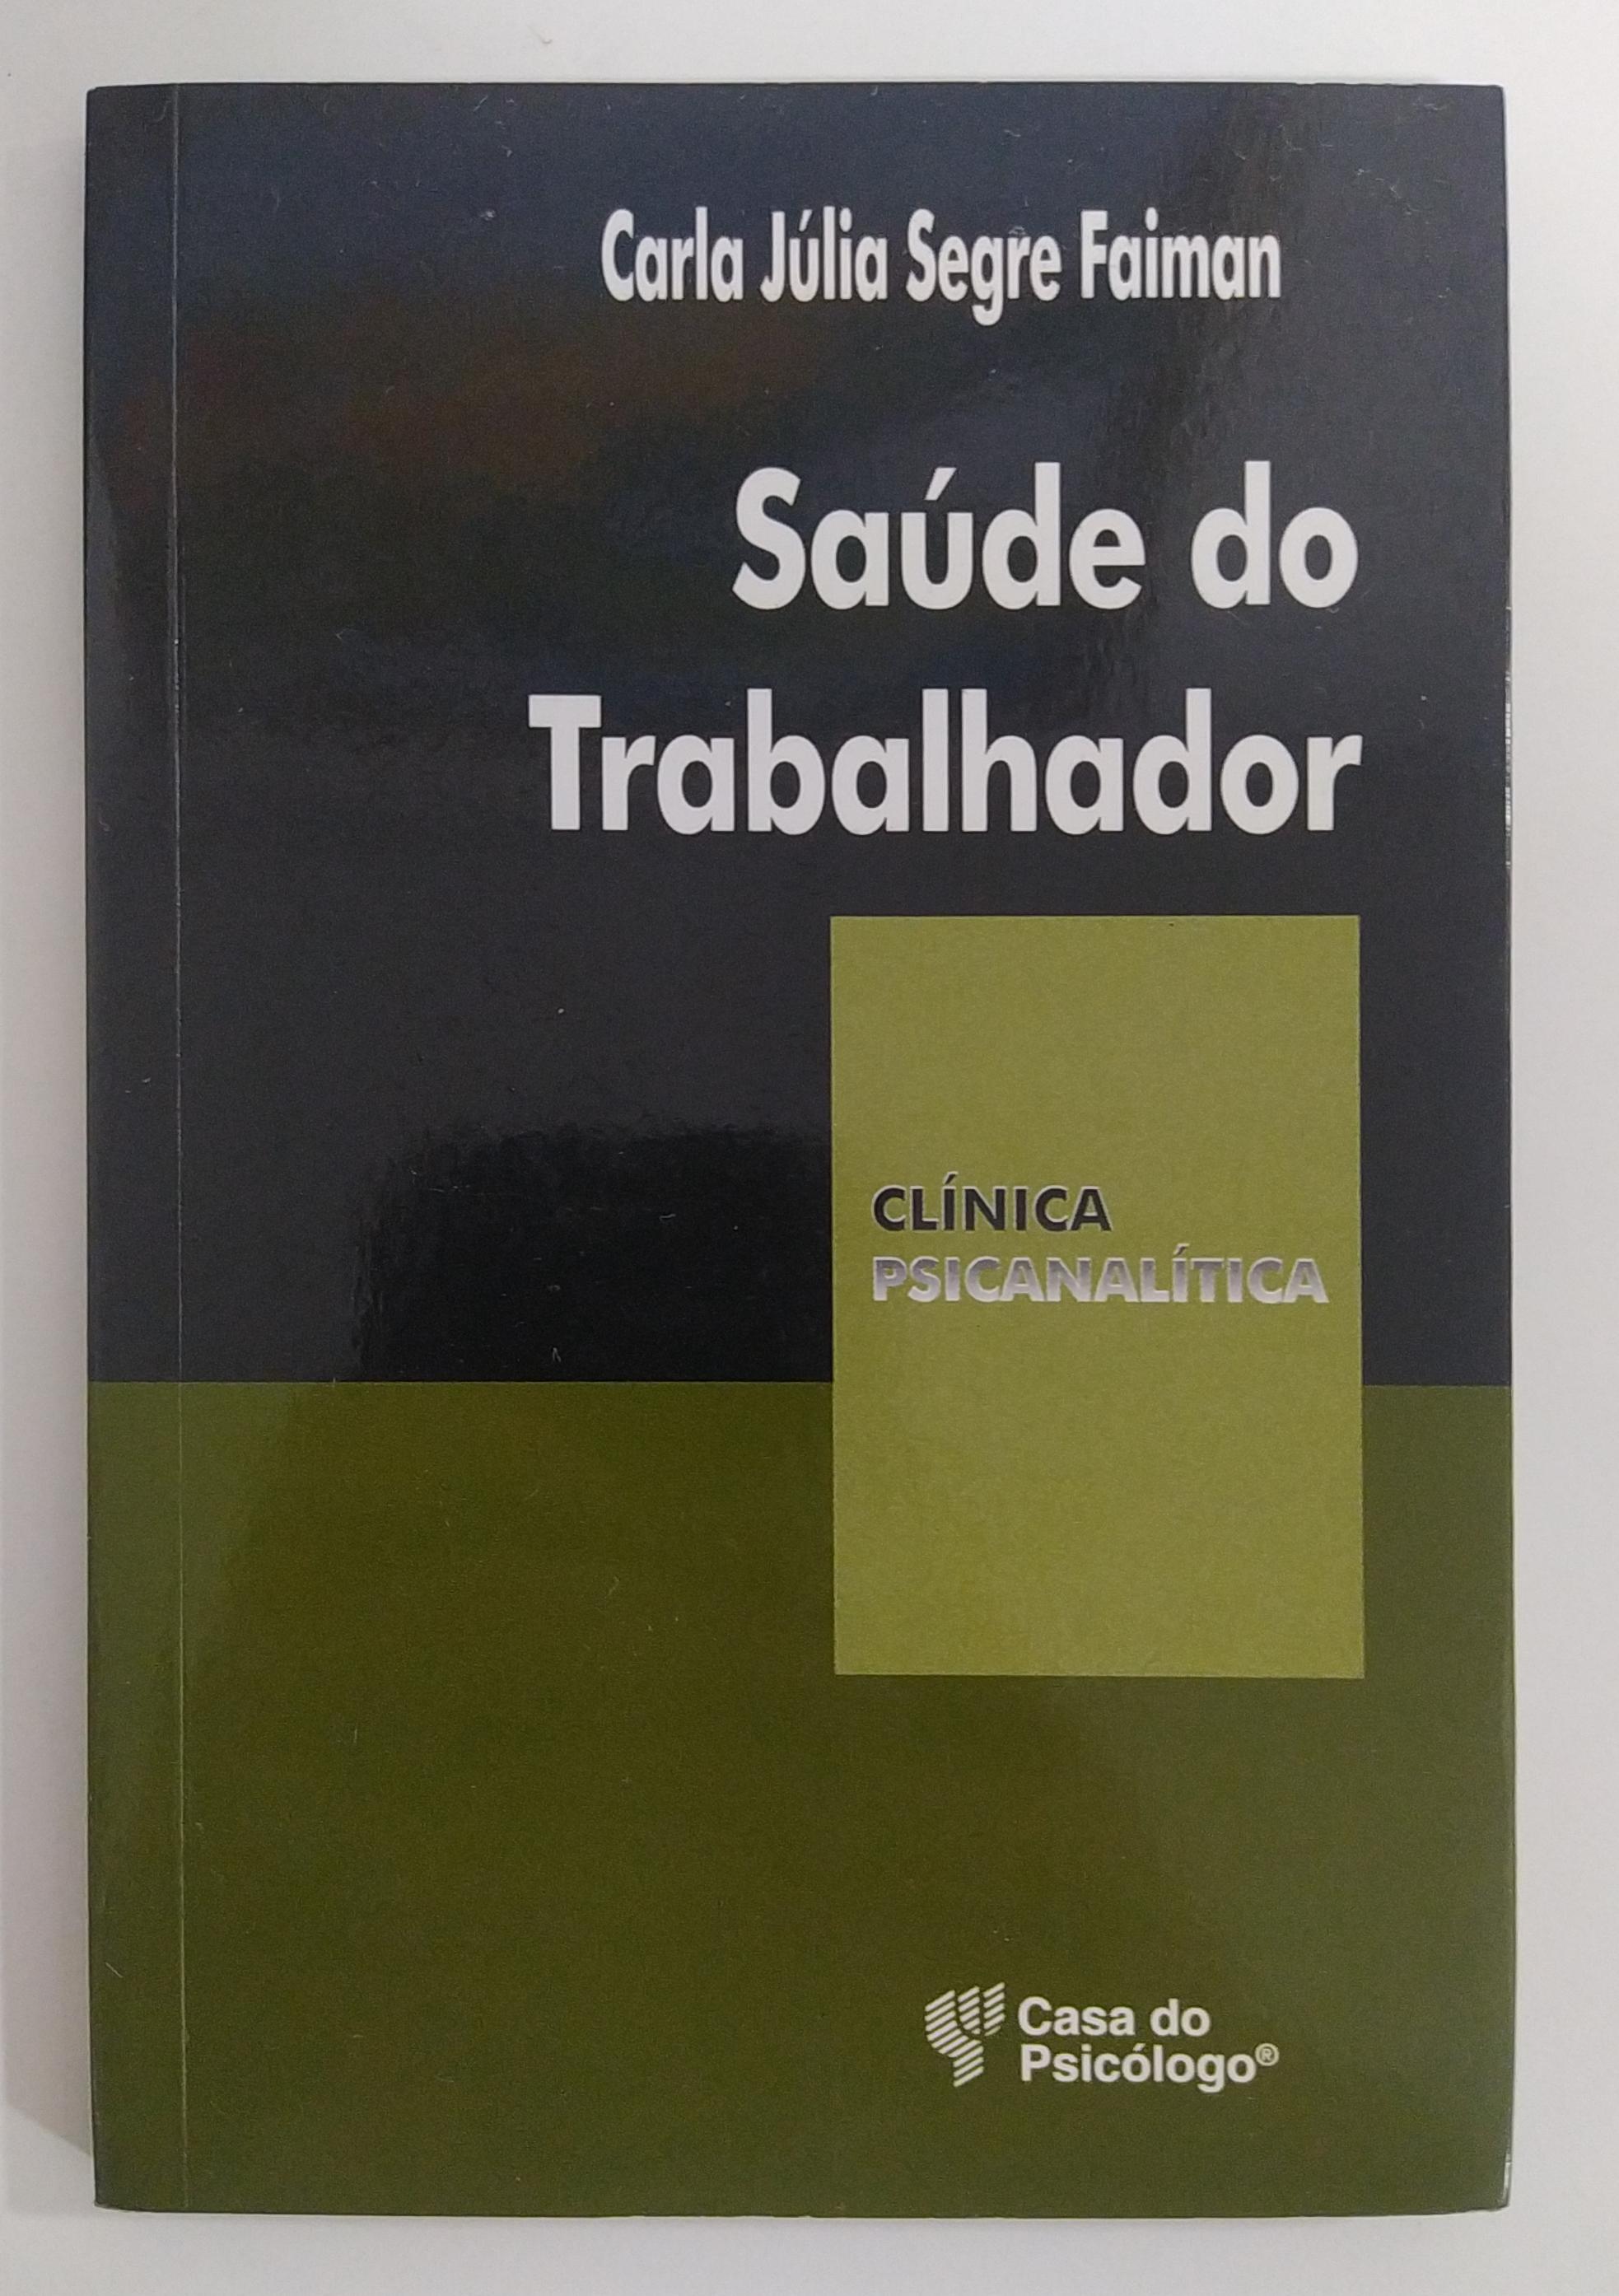 Carla Júlia Segre Faiman
Saúde do
Trabalhador
CLÍNICA
PSICANALÍTICA
Casa do
Psicólogo®